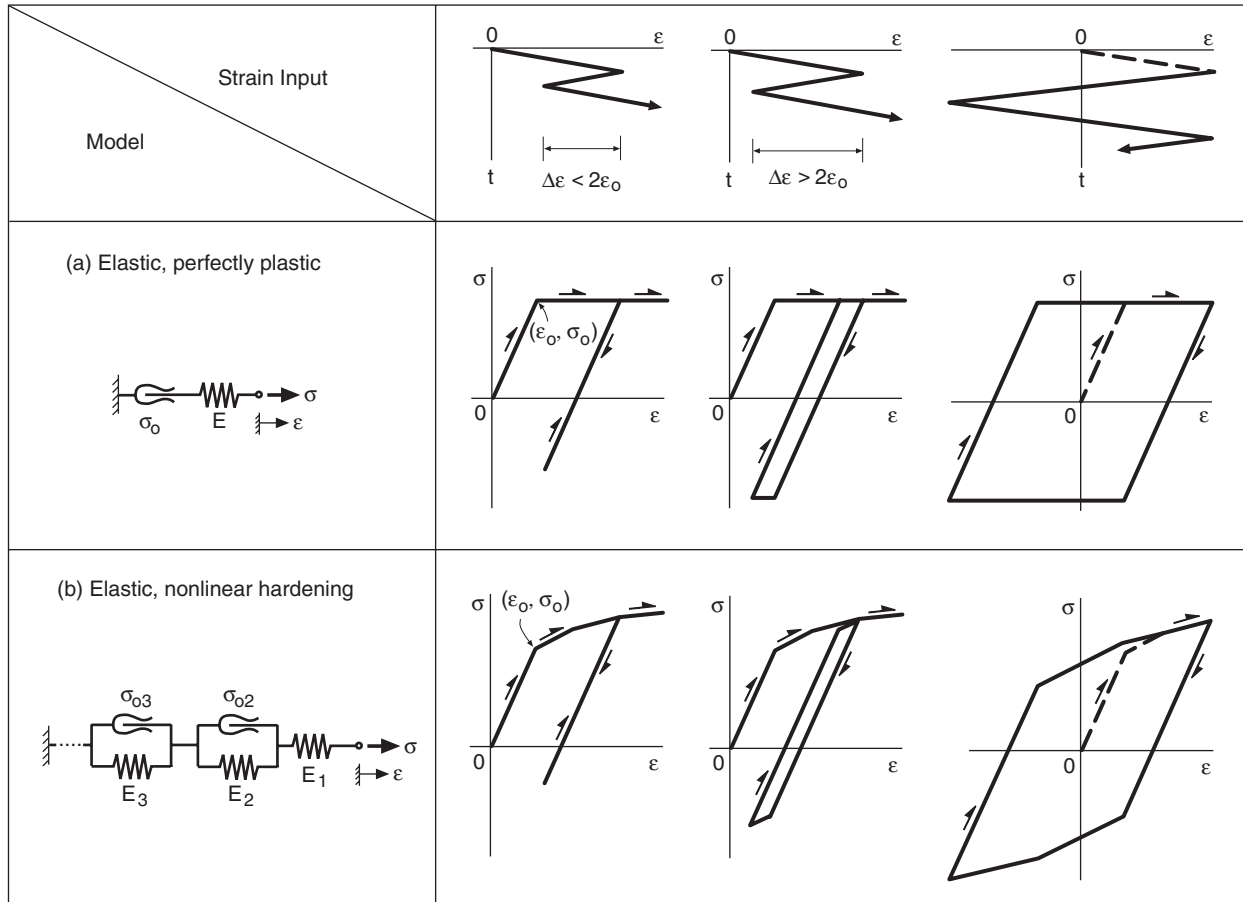 Strain Input
Model
0 ε
t
Δε < 2εo
0 ε
t
Δε > 2εo
0 ε
t
(a) Elastic, perfectly plastic
σo E σ
ε
σ
(εo, σo)
0 ε
σ
0 ε
σ
0 ε
(b) Elastic, nonlinear hardening
σo3 σo2
E3 E2 E1 σ
ε
σ
(εo, σo)
0 ε
σ
0 ε
σ
0 ε